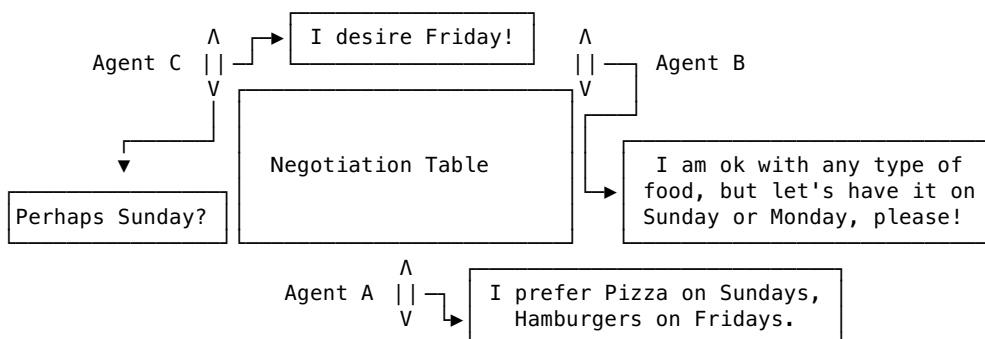 I desire Friday!
Agent C
Agent B
Negotiation Table
I am ok with any type of
food, but let's have it on
Sunday or Monday, please!
Perhaps Sunday?
Agent A
I prefer Pizza on Sundays,
Hamburgers on Fridays.